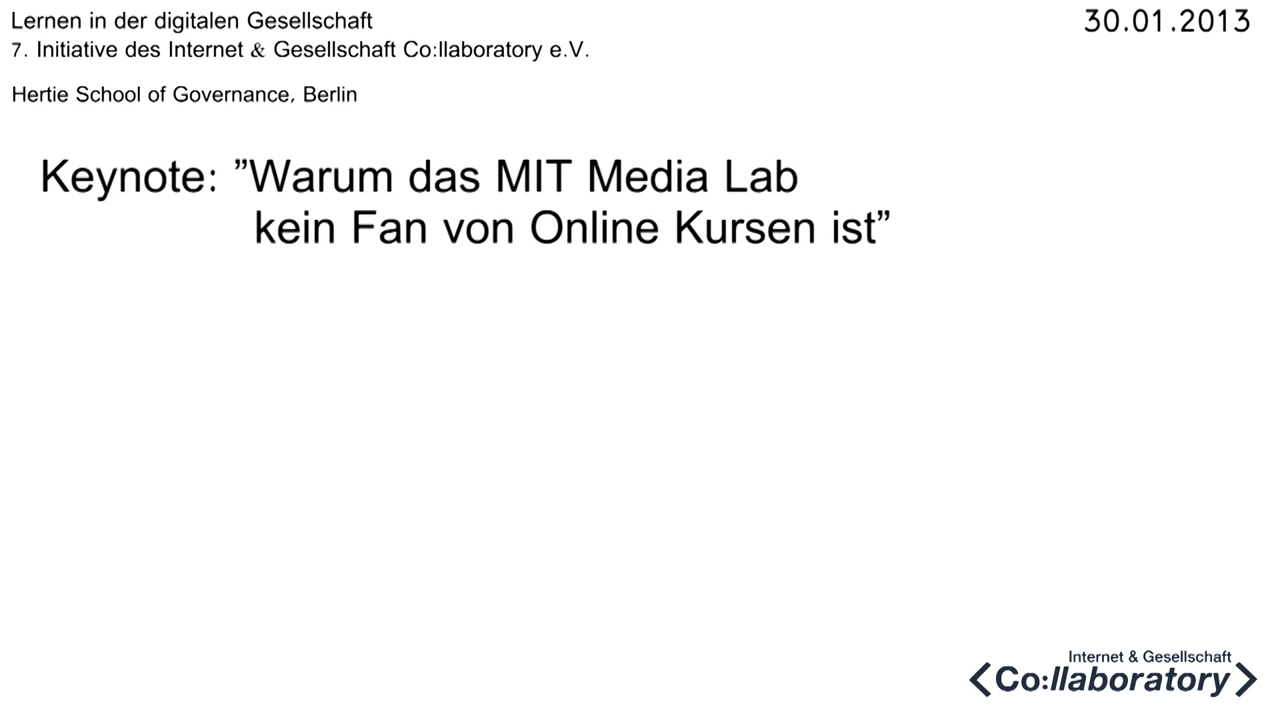 Lernen in der digitalen Gesellschaft
30.01.2013
7. Initiative des Internet & Gesellschaft Co:llaboratory e.V.
Hertie School of Governance, Berlin
Keynote: ”Warum das MIT Media Lab
kein Fan von Online Kursen ist”
Internet & Gesellschaft
<Co:llaboratory>